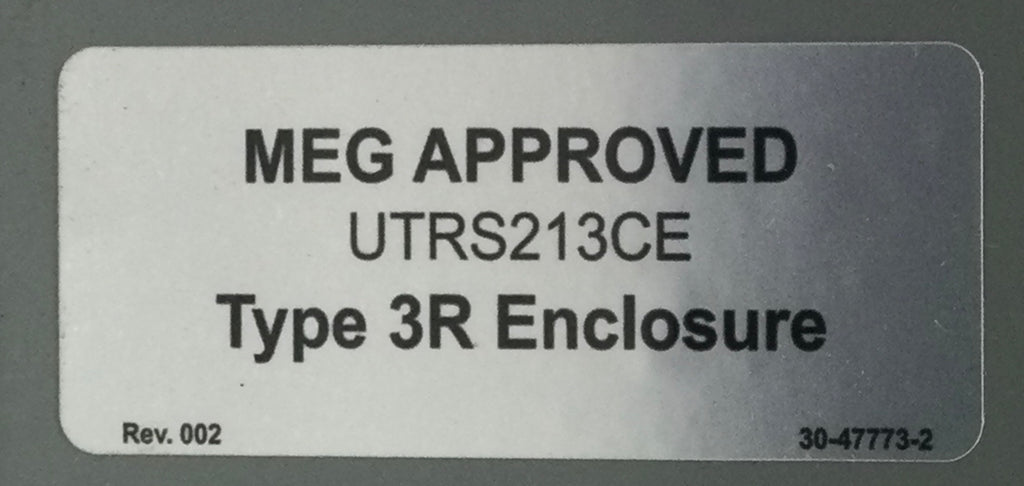 MEG APPROVED
UTRS213CE
Type 3R Enclosure
Rev. 002 30-47773-2